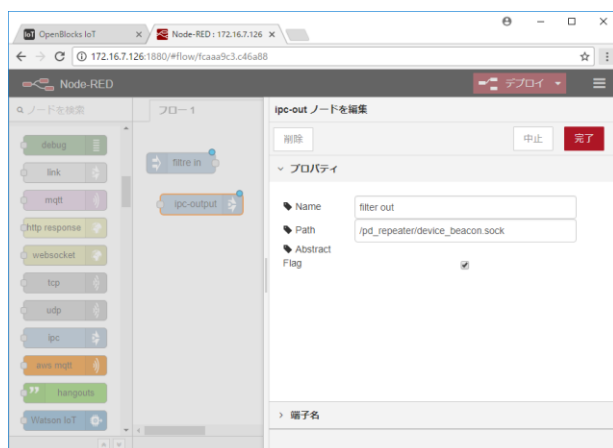 OpenBlocks IoT
Node-RED : 172.16.7.126
172.16.7.126:1880/#flow/fcaaa9c3.c46a88
Node-RED
デプロイ
ノードを検索
フロー 1
ipc-out ノードを編集
削除
中止
完了
プロパティ
Name
filter out
Path
/pd_repeater/device_beacon.sock
Abstract
Flag
端子名
debug
link
mqtt
http response
websocket
tcp
udp
ipc
aws mqtt
hangouts
Watson IoT
filtre in
ipc-output